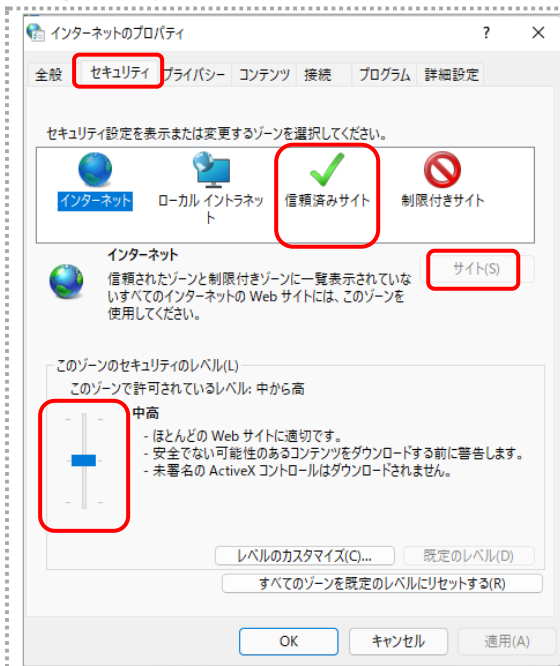 インターネットのプロパティ
?
×
全般 セキュリティ プライバシー コンテンツ 接続 プログラム 詳細設定
セキュリティ設定を表示または変更するゾーンを選択してください。
インターネット ローカル イントラネッ 信頼済みサイト 制限付きサイト
ト
インターネット
サイト(S)
信頼されたゾーンと制限付きゾーンに一覧表示されていな
いすべてのインターネットの Web サイトには、このゾーンを
使用してください。
このゾーンのセキュリティのレベル(L)
このゾーンで許可されているレベル: 中から高
中高
- ほとんどの Web サイトに適切です。
- 安全でない可能性のあるコンテンツをダウンロードする前に警告します。
- 未署名の ActiveX コントロールはダウンロードされません。
レベルのカスタマイズ(C)... 既定のレベル(D)
すべてのゾーンを既定のレベルにリセットする(R)
OK キャンセル 適用(A)